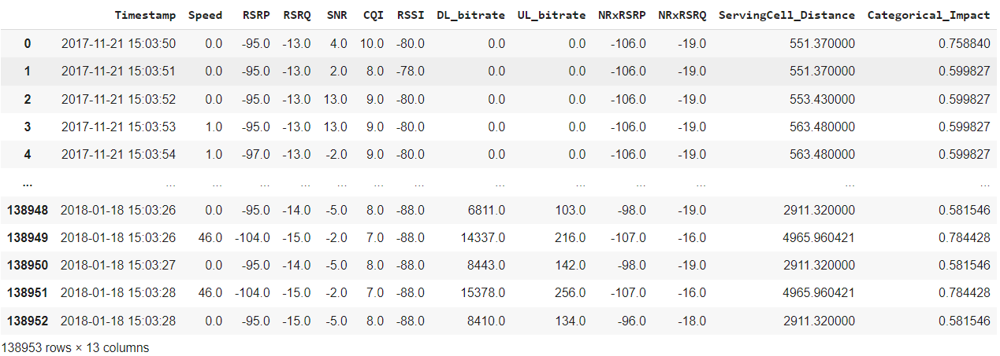 Timestamp Speed RSRP RSRQ SNR CQI RSSI DL_bitrate UL_bitrate NRxRSRP NRxRSRQ ServingCell_Distance Categorical_Impact
0 2017-11-21 15:03:50 0.0 -95.0 -13.0 4.0 10.0 -80.0 0.0 0.0 -106.0 -19.0 551.370000 0.758840
1 2017-11-21 15:03:51 0.0 -95.0 -13.0 2.0 8.0 -78.0 0.0 0.0 -106.0 -19.0 551.370000 0.599827
2 2017-11-21 15:03:52 0.0 -95.0 -13.0 13.0 9.0 -80.0 0.0 0.0 -106.0 -19.0 553.430000 0.599827
3 2017-11-21 15:03:53 1.0 -95.0 -13.0 13.0 9.0 -80.0 0.0 0.0 -106.0 -19.0 563.480000 0.599827
4 2017-11-21 15:03:54 1.0 -97.0 -13.0 -2.0 9.0 -80.0 0.0 0.0 -106.0 -19.0 563.480000 0.599827
... ... ... ... ... ... ... ... ... ... ... ... ... ...
138948 2018-01-18 15:03:26 0.0 -95.0 -14.0 -5.0 8.0 -88.0 6811.0 103.0 -98.0 -19.0 2911.320000 0.581546
138949 2018-01-18 15:03:26 46.0 -104.0 -15.0 -2.0 7.0 -88.0 14337.0 216.0 -107.0 -16.0 4965.960421 0.784428
138950 2018-01-18 15:03:27 0.0 -95.0 -14.0 -5.0 8.0 -88.0 8443.0 142.0 -98.0 -19.0 2911.320000 0.581546
138951 2018-01-18 15:03:28 46.0 -104.0 -15.0 -2.0 7.0 -88.0 15378.0 256.0 -107.0 -16.0 4965.960421 0.784428
138952 2018-01-18 15:03:28 0.0 -95.0 -15.0 -5.0 8.0 -88.0 8410.0 134.0 -96.0 -18.0 2911.320000 0.581546
138953 rows × 13 columns